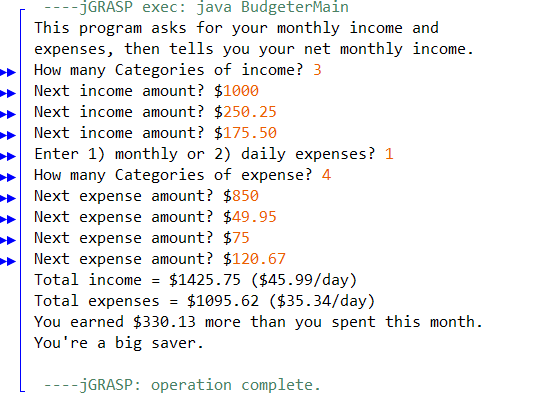 ----jGRASP exec: java BudgeterMain
This program asks for your monthly income and
expenses, then tells you your net monthly income.
How many Categories of income? 3
Next income amount? $1000
Next income amount? $250.25
Next income amount? $175.50
Enter 1) monthly or 2) daily expenses? 1
How many Categories of expense? 4
Next expense amount? $850
Next expense amount? $49.95
Next expense amount? $75
Next expense amount? $120.67
Total income = $1425.75 ($45.99/day)
Total expenses = $1095.62 ($35.34/day)
You earned $330.13 more than you spent this month.
You're a big saver.
----jGRASP: operation complete.